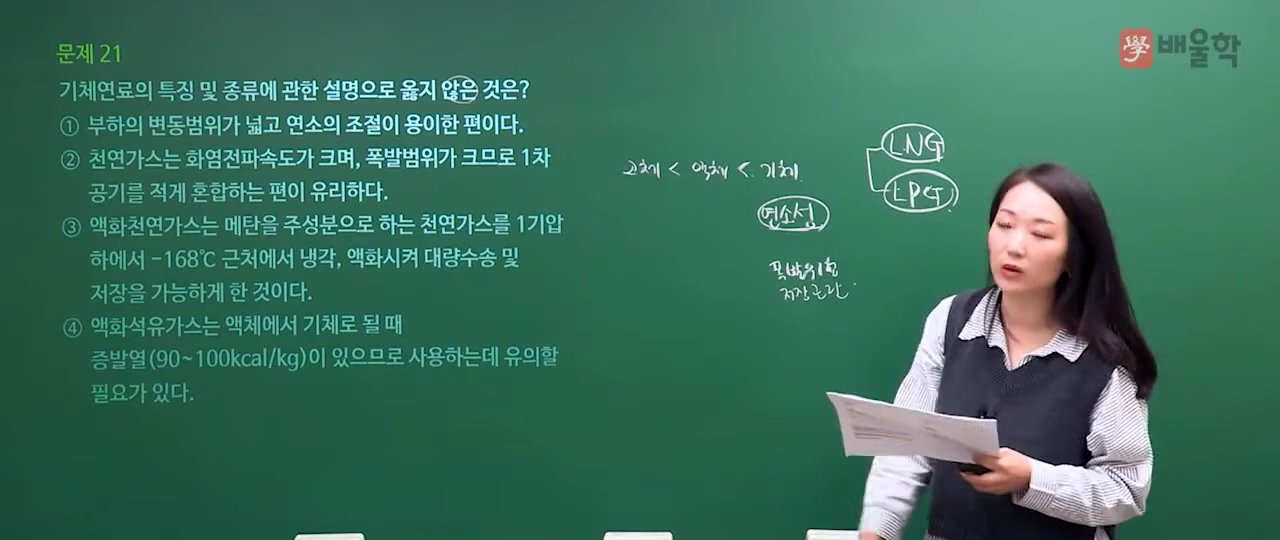 學 배울학
문제 21
기체연료의 특징 및 종류에 관한 설명으로 옳지 않은 것은?
① 부하의 변동범위가 넓고 연소의 조절이 용이한 편이다.
② 천연가스는 화염전파속도가 크며, 폭발범위가 크므로 1차
공기를 적게 혼합하는 편이 유리하다.
③ 액화천연가스는 메탄을 주성분으로 하는 천연가스를 1기압
하에서 -168℃ 근처에서 냉각, 액화시켜 대량수송 및
저장을 가능하게 한 것이다.
④ 액화석유가스는 액체에서 기체로 될 때
증발열(90~100kcal/kg)이 있으므로 사용하는데 유의할
필요가 있다.
고체 < 액체 < 기체
연소성
폭발위험
저장곤란
LNG
LPG